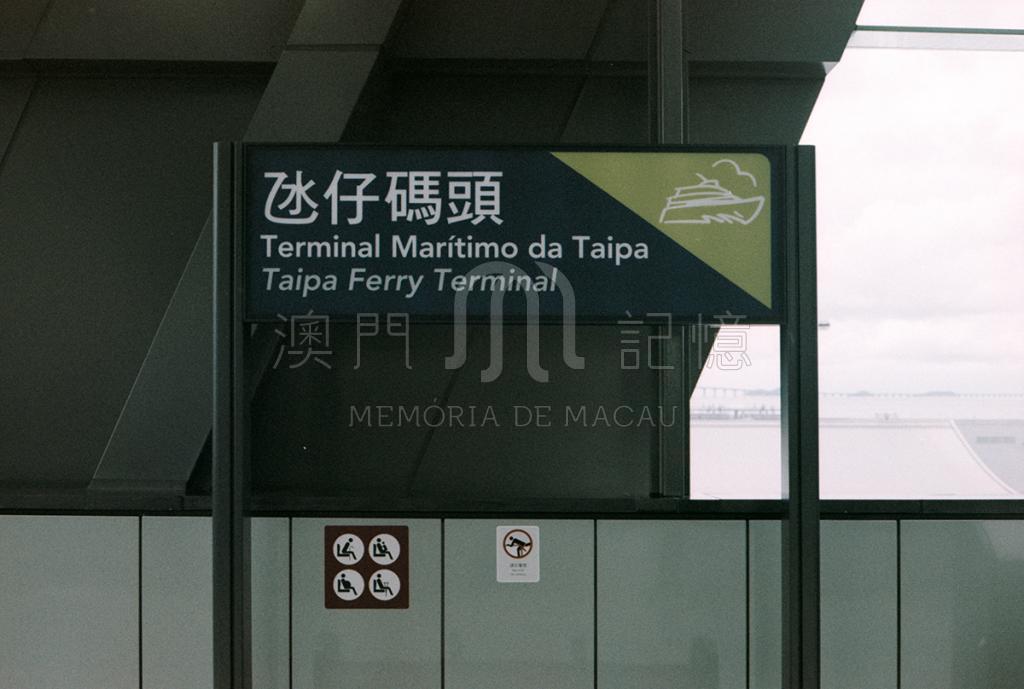 氹仔碼頭
Terminal Marítimo da Taipa
Taipa Ferry Terminal
澳門 記憶
MEMÓRIA DE MACAU